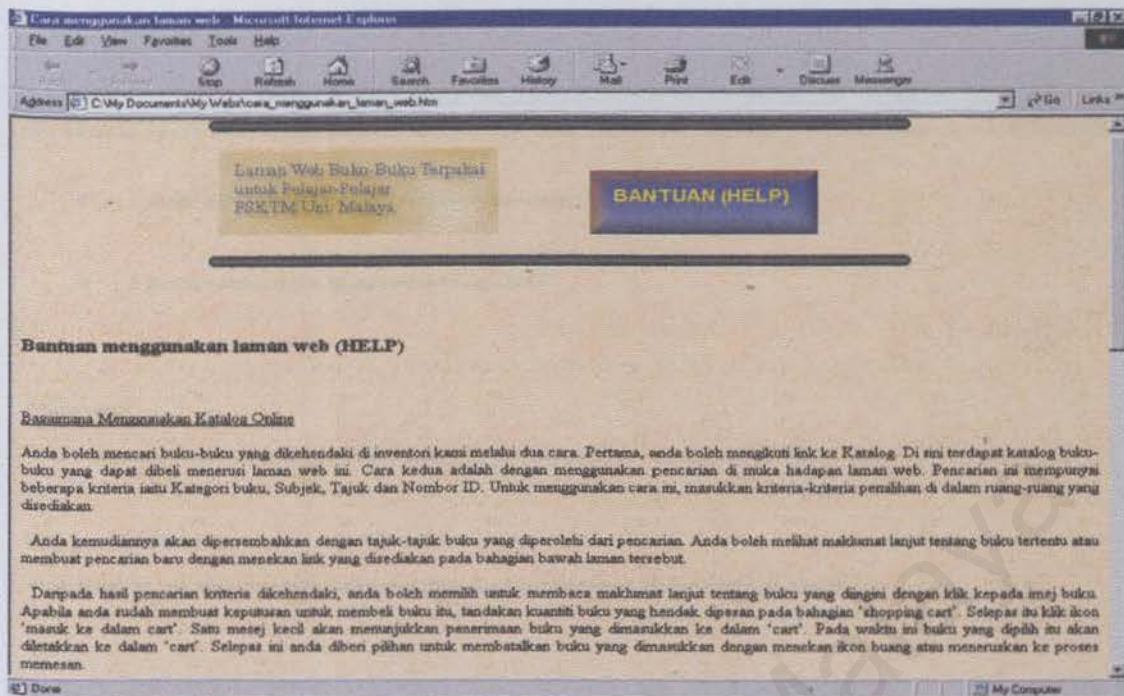 Cara menggunakan laman web - Microsoft Internet Explorer
File Edit View Favorites Tools Help
Stop Refresh Home Search Favorites History Mail Print Edit Discuss Messenger
Address C:\My Documents\My Webs\cara_menggunakan_laman_web.htm Go Links
Laman Web Buku-Buku Terpakai
untuk Pelajar-Pelajar
FSKTM Uni. Malaya
BANTUAN (HELP)
Bantuan menggunakan laman web (HELP)
Bagaimana Menggunakan Katalog Online
Anda boleh mencari buku-buku yang dikehendaki di inventori kami melalui dua cara. Pertama, anda boleh mengikuti link ke Katalog. Di sini terdapat katalog buku-
buku yang dapat dibeli menerusi laman web ini. Cara kedua adalah dengan menggunakan pencarian di muka hadapan laman web. Pencarian ini mempunyai
beberapa kriteria iaitu Kategori buku, Subjek, Tajuk dan Nombor ID. Untuk menggunakan cara ini, masukkan kriteria-kriteria pemilihan di dalam ruang-ruang yang
disediakan.
Anda kemudiannya akan dipersembahkan dengan tajuk-tajuk buku yang diperolehi dari pencarian. Anda boleh melihat maklumat lanjut tentang buku tertentu atau
membuat pencarian baru dengan menekan link yang disediakan pada bahagian bawah laman tersebut.
Daripada hasil pencarian kriteria dikehendaki, anda boleh memilih untuk membaca maklumat lanjut tentang buku yang diingini dengan klik kepada imej buku.
Apabila anda sudah membuat keputusan untuk membeli buku itu, tandakan kuantiti buku yang hendak dipesan pada bahagian 'shopping cart'. Selepas itu klik ikon
'masuk ke dalam cart'. Satu mesej kecil akan menunjukkan penerimaan buku yang dimasukkan ke dalam 'cart'. Pada waktu ini buku yang dipilih itu akan
diletakkan ke dalam 'cart'. Selepas ini anda diberi pilihan untuk membatalkan buku yang dimasukkan dengan menekan ikon buang atau meneruskan ke proses
memesan.
Done My Computer